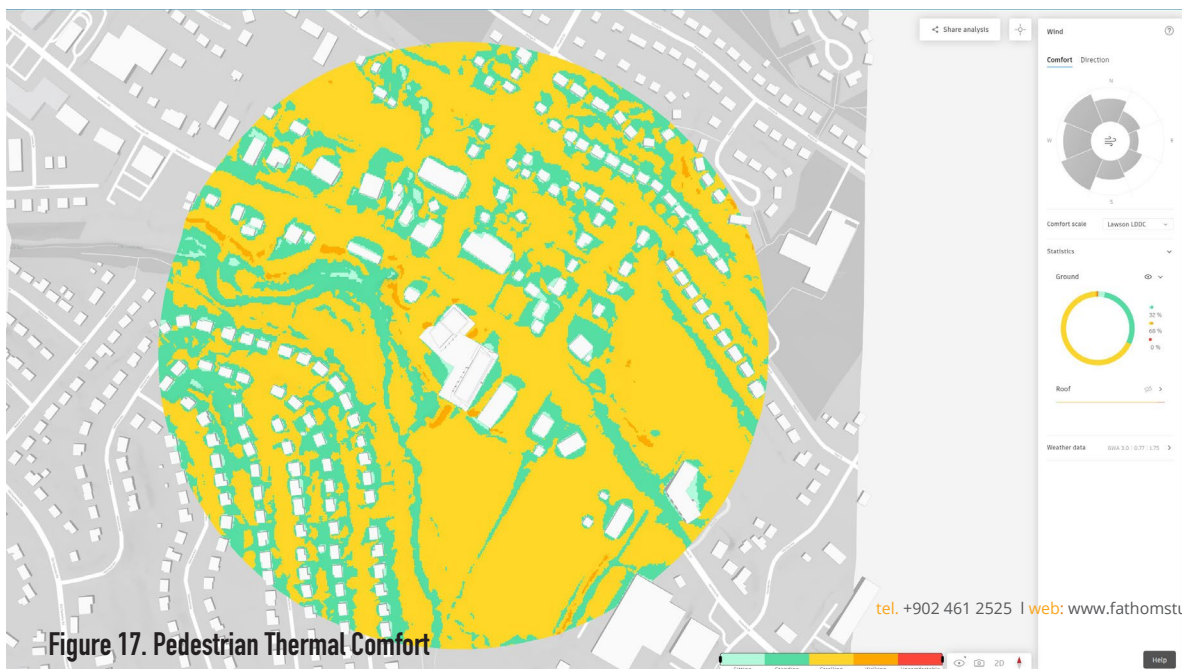 Share analysis
Wind
Comfort Direction
N
W
E
S
Comfort scale Lawson LDDC
Statistics
Ground
32 %
68 %
0 %
Roof
Weather data
tel. +902 461 2525 | web: www.fathomstu
Figure 17. Pedestrian Thermal Comfort
2D
Help